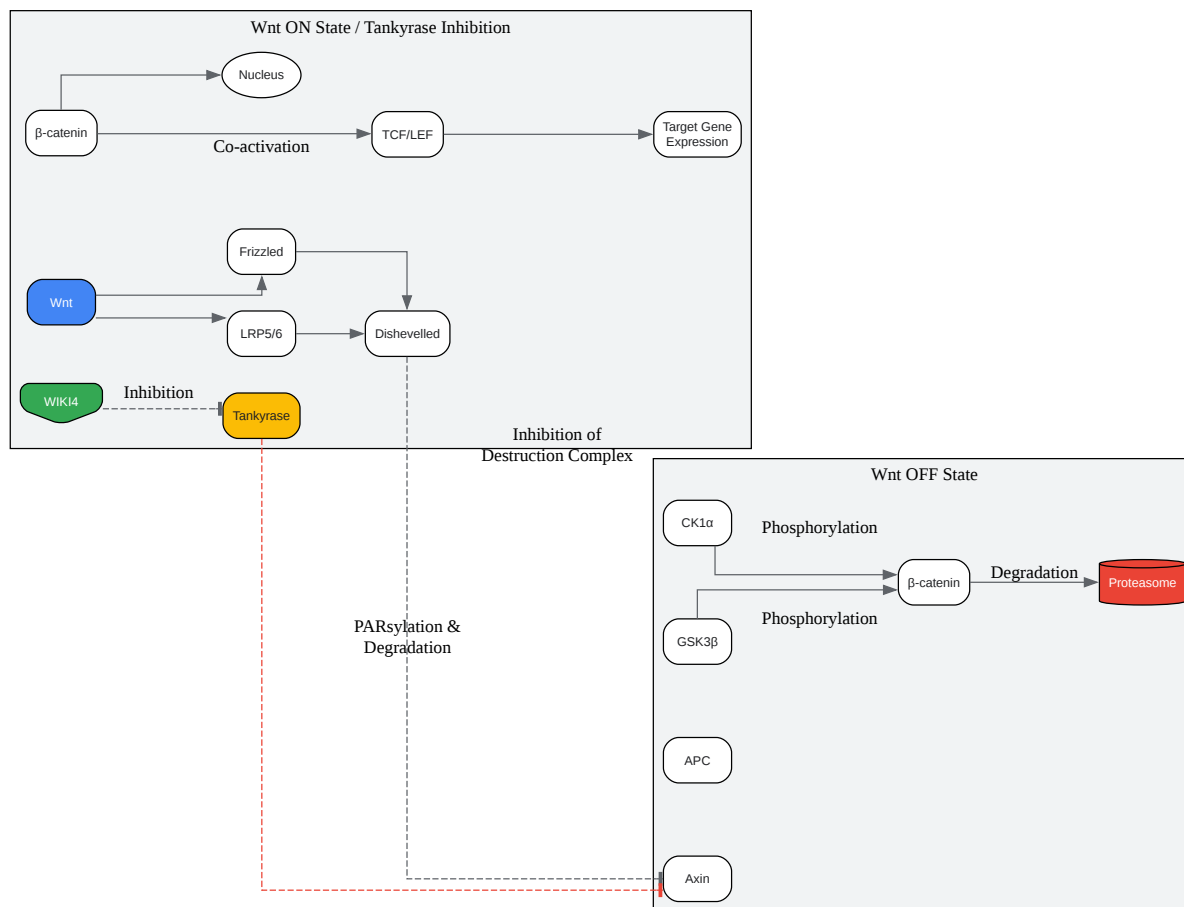 Wnt ON State / Tankyrase Inhibition
Nucleus
β-catenin
Co-activation
TCF/LEF
Target Gene
Expression
Frizzled
Wnt
LRP5/6
Dishevelled
WIKI4
Inhibition
Tankyrase
Inhibition of
Destruction Complex
Wnt OFF State
CK1α
Phosphorylation
β-catenin
Degradation
Proteasome
Phosphorylation
GSK3β
PARsylation &
Degradation
APC
Axin